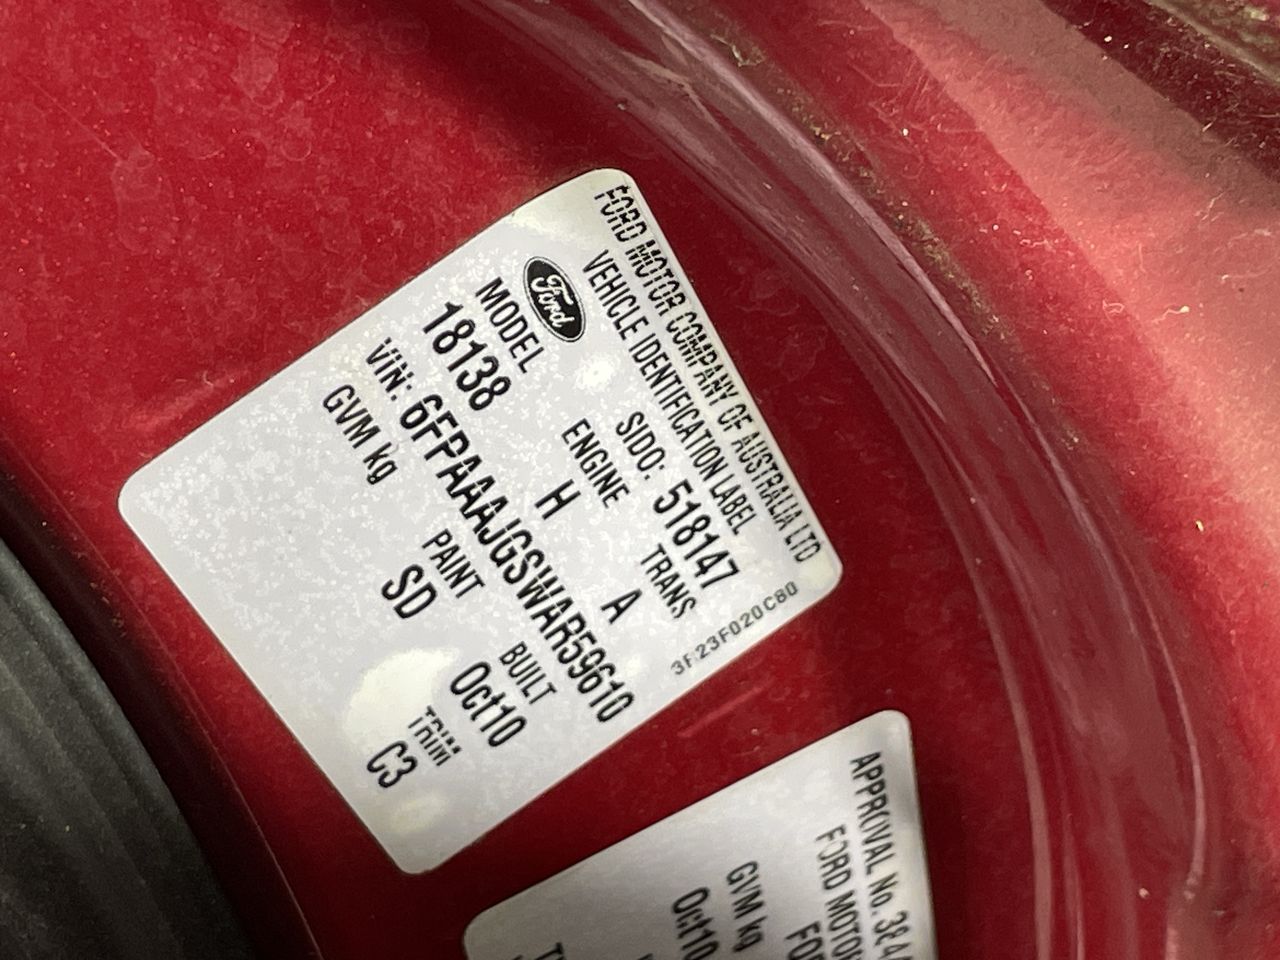 FORD MOTOR COMPANY OF AUSTRALIA LTD
VEHICLE IDENTIFICATION LABEL
Ford
SIDO: 518147
MODEL ENGINE TRANS
18138 H A
3F23F020C80
VIN: 6FPAAAJGSWAR59610
GVM kg PAINT BUILT TRIM
SD Oct10 C3
APPROVAL No.
FORD MOTOR
GVM kg
Oct10